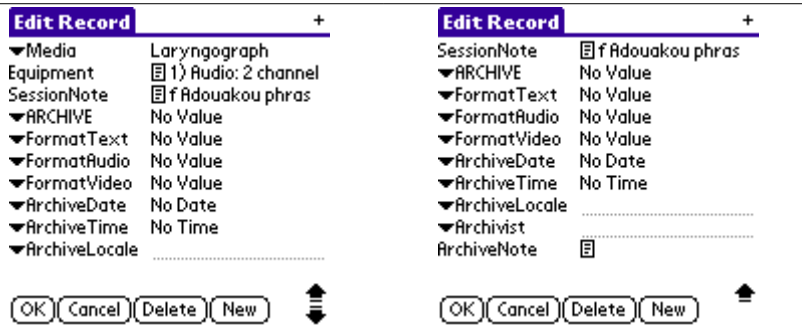 Edit Record +
▼Media Laryngograph
Equipment 1) Audio: 2 channel
SessionNote f Adouakou phras
▼ARCHIVE No Value
▼FormatText No Value
▼FormatAudio No Value
▼FormatVideo No Value
▼ArchiveDate No Date
▼ArchiveTime No Time
▼ArchiveLocale
OK Cancel Delete New
Edit Record +
SessionNote f Adouakou phras
▼ARCHIVE No Value
▼FormatText No Value
▼FormatAudio No Value
▼FormatVideo No Value
▼ArchiveDate No Date
▼ArchiveTime No Time
▼ArchiveLocale
▼Archivist
ArchiveNote
OK Cancel Delete New